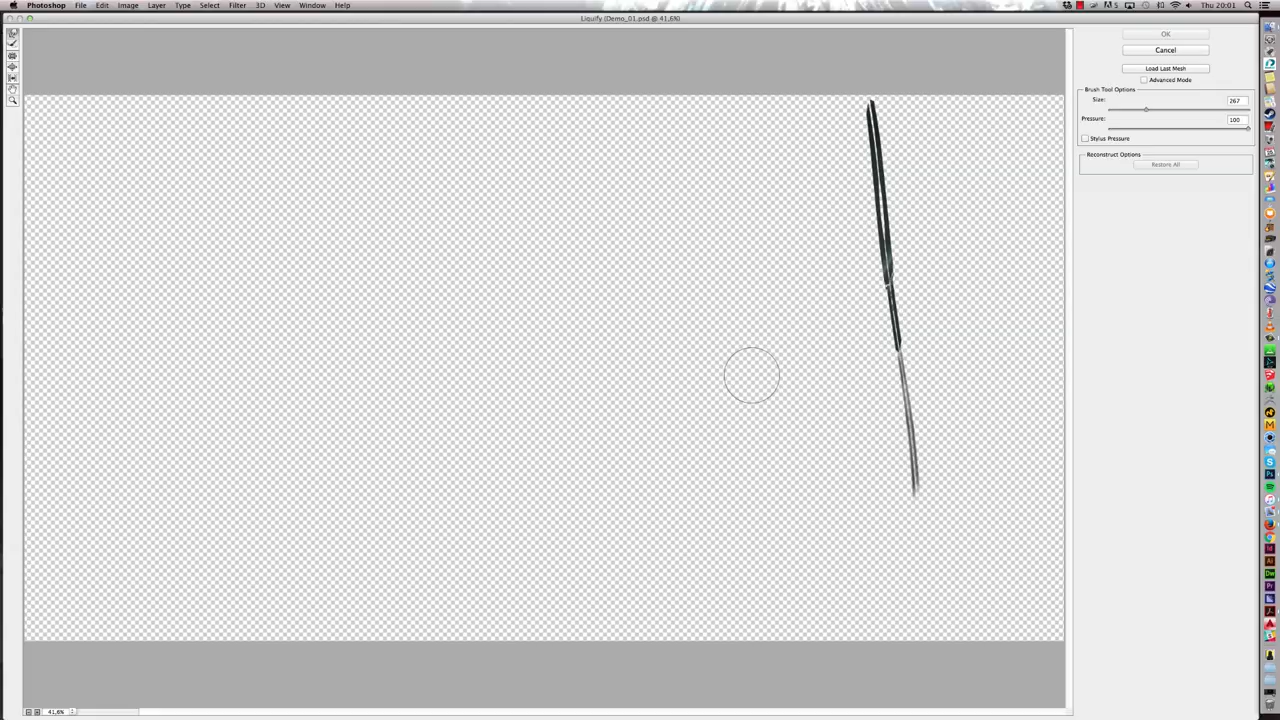 Photoshop File Edit Image Layer Type Select Filter 3D View Window Help
5 Thu 20:01
Liquify (Demo_01.psd @ 41,6%)
OK
Cancel
Load Last Mesh
Advanced Mode
Brush Tool Options
Size: 267
Pressure: 100
Stylus Pressure
Reconstruct Options
Restore All
41,6%